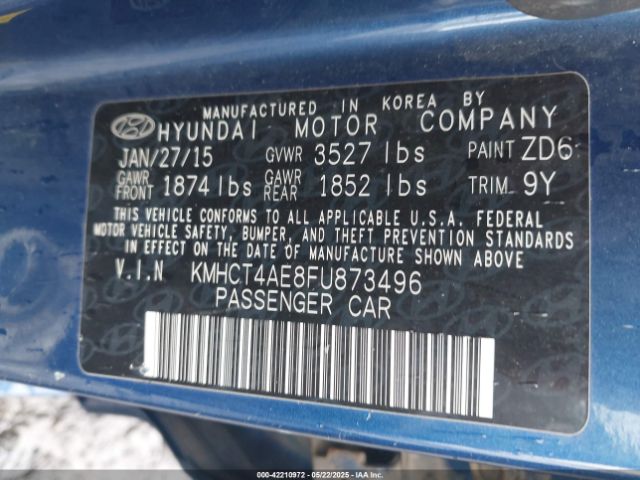 MANUFACTURED IN KOREA BY
HYUNDAI MOTOR COMPANY
JAN/27/15 GVWR 3527 lbs PAINT ZD6
GAWR FRONT 1874 lbs GAWR REAR 1852 lbs TRIM 9Y
THIS VEHICLE CONFORMS TO ALL APPLICABLE U.S.A. FEDERAL
MOTOR VEHICLE SAFETY, BUMPER, AND THEFT PREVENTION STANDARDS
IN EFFECT ON THE DATE OF MANUFACTURE SHOWN ABOVE
V.I.N KMHCT4AE8FU873496
PASSENGER CAR
000-42210972 - 05/22/2025 - IAAI.COM